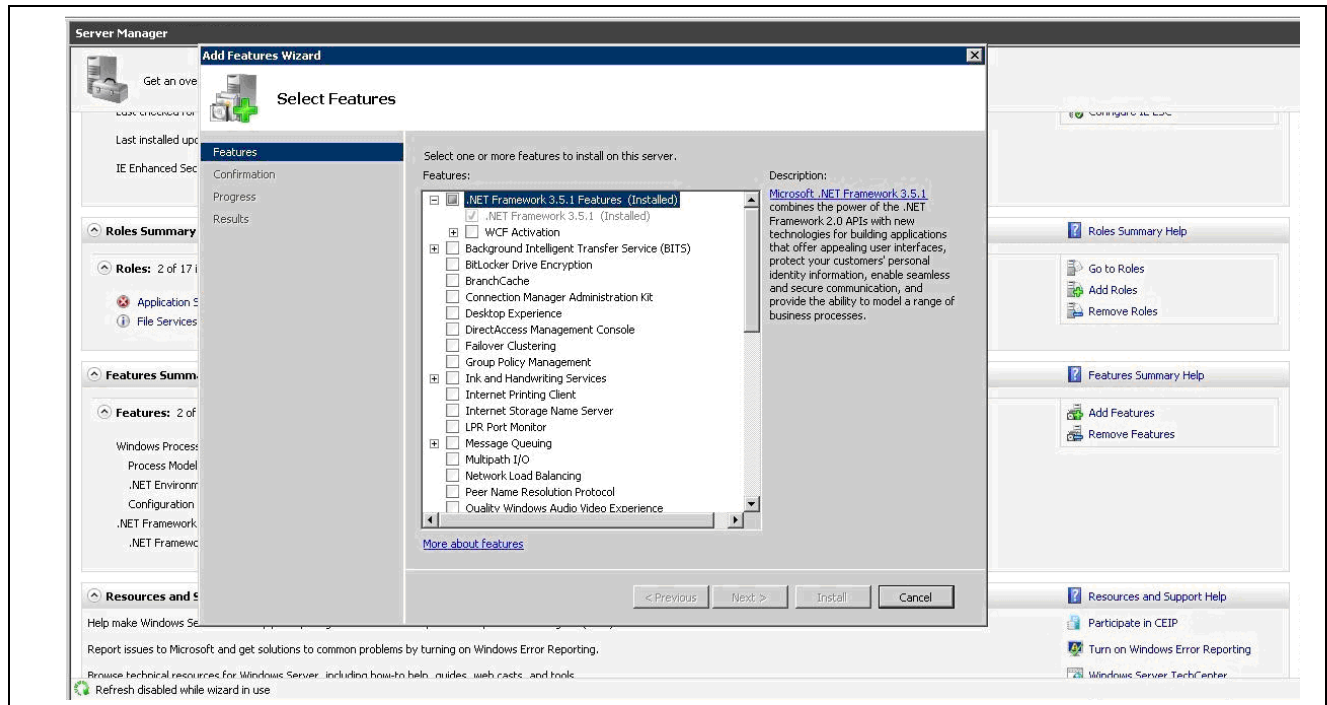 Server Manager
Add Features Wizard
Get an ove
Select Features
Last checked for
Configure IE ESC
Last installed upd
IE Enhanced Sec
Features
Confirmation
Progress
Results
Select one or more features to install on this server.
Features:
.NET Framework 3.5.1 Features (Installed)
.NET Framework 3.5.1 (Installed)
WCF Activation
Background Intelligent Transfer Service (BITS)
BitLocker Drive Encryption
BranchCache
Connection Manager Administration Kit
Desktop Experience
DirectAccess Management Console
Failover Clustering
Group Policy Management
Ink and Handwriting Services
Internet Printing Client
Internet Storage Name Server
LPR Port Monitor
Message Queuing
Multipath I/O
Network Load Balancing
Peer Name Resolution Protocol
Quality Windows Audio Video Experience
More about features
Description:
Microsoft .NET Framework 3.5.1
combines the power of the .NET
Framework 2.0 APIs with new
technologies for building applications
that offer appealing user interfaces,
protect your customers' personal
identity information, enable seamless
and secure communication, and
provide the ability to model a range of
business processes.
< Previous
Next >
Install
Cancel
Roles Summary
Roles Summary Help
Roles: 2 of 17 i
Application S
File Services
Go to Roles
Add Roles
Remove Roles
Features Summ
Features Summary Help
Features: 2 of
Add Features
Remove Features
Windows Process
Process Model
.NET Environm
Configuration
.NET Framework
.NET Framewo
Resources and S
Resources and Support Help
Help make Windows Se
Participate in CEIP
Report issues to Microsoft and get solutions to common problems by turning on Windows Error Reporting.
Turn on Windows Error Reporting
Browse technical resources for Windows Server, including how-to help, guides, web casts, and tools.
Windows Server TechCenter
Refresh disabled while wizard in use